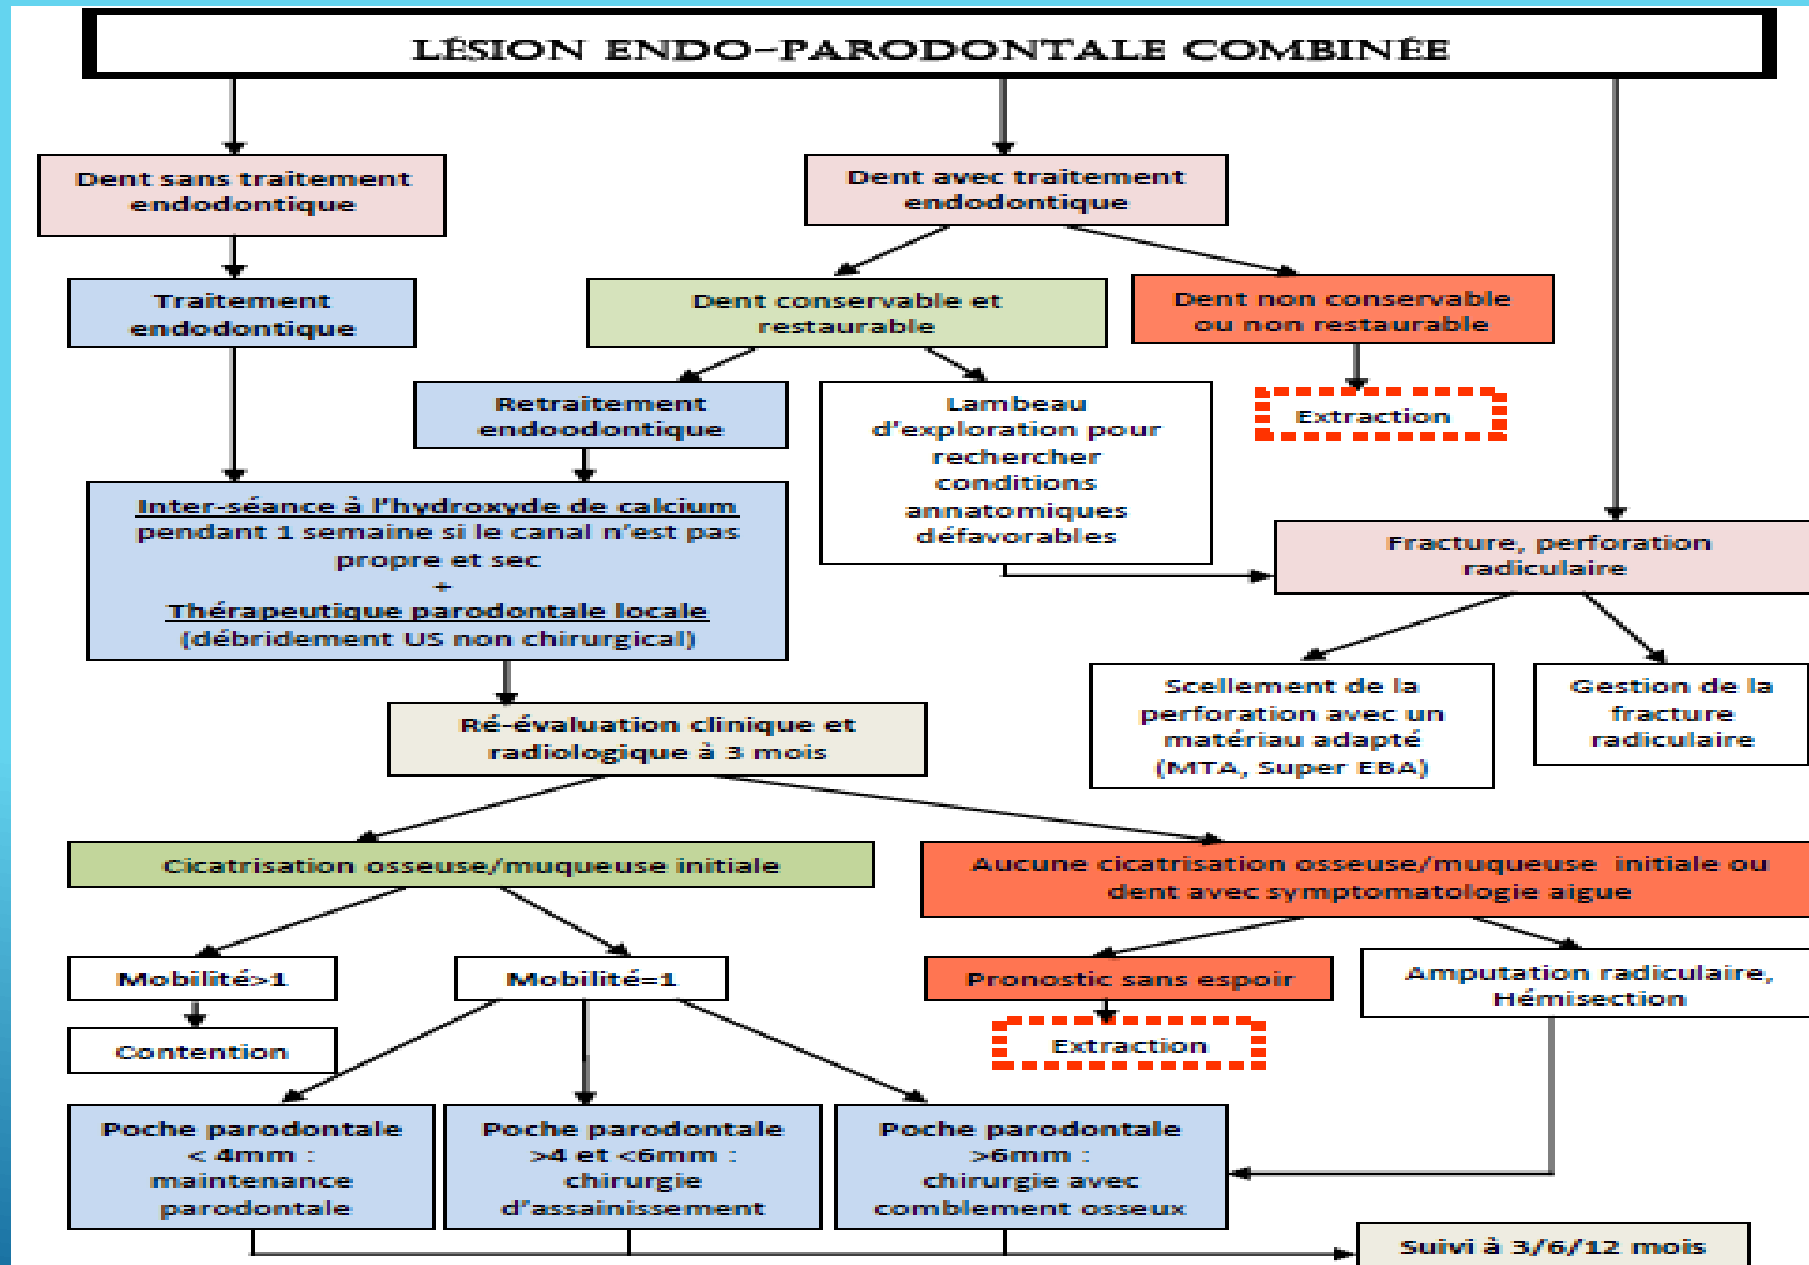 LÉSION ENDO-PARODONTALE COMBINÉE
Dent sans traitement
endodontique
Dent avec traitement
endodontique
Traitement
endodontique
Dent conservable et
restaurable
Dent non conservable
ou non restaurable
Retraitement
endoodontique
Lambeau
d'exploration pour
rechercher
conditions
annatomiques
défavorables
Extraction
Inter-séance à l'hydroxyde de calcium
pendant 1 semaine si le canal n'est pas
propre et sec
+
Thérapeutique parodontale locale
(débridement US non chirurgical)
Fracture, perforation
radiculaire
Scellement de la
perforation avec un
matériau adapté
(MTA, Super EBA)
Gestion de la
fracture
radiculaire
Ré-évaluation clinique et
radiologique à 3 mois
Cicatrisation osseuse/muqueuse initiale
Aucune cicatrisation osseuse/muqueuse initiale ou
dent avec symptomatologie aigue
Mobilité>1
Mobilité=1
Pronostic sans espoir
Amputation radiculaire,
Hémisection
Contention
Extraction
Poche parodontale
< 4mm :
maintenance
parodontale
Poche parodontale
>4 et <6mm :
chirurgie
d'assainissement
Poche parodontale
>6mm :
chirurgie avec
comblement osseux
Suivi à 3/6/12 mois